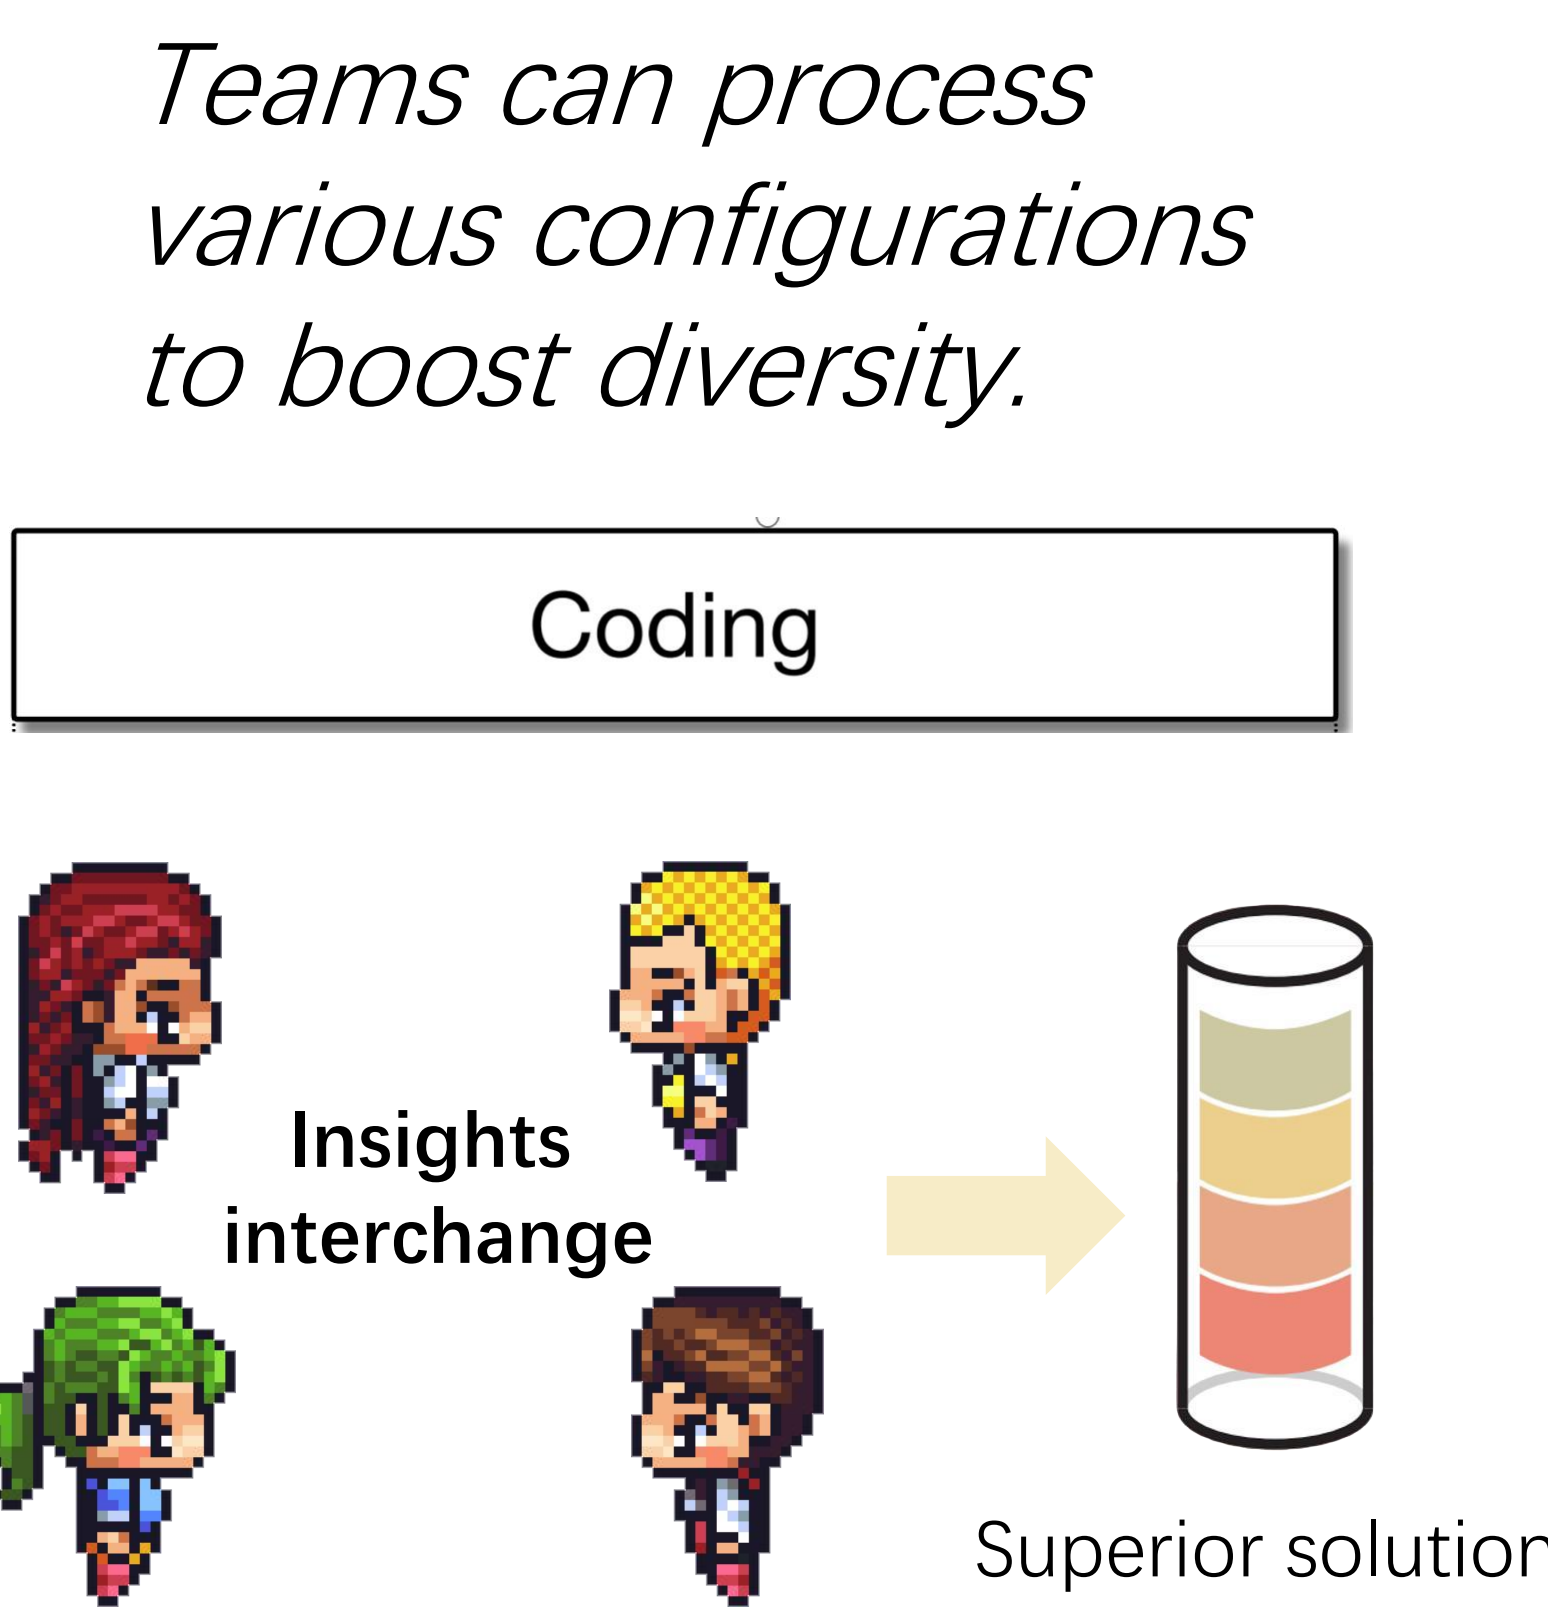 Teams can process
various configurations
to boost diversity.
Coding
Insights
interchange
Superior solution